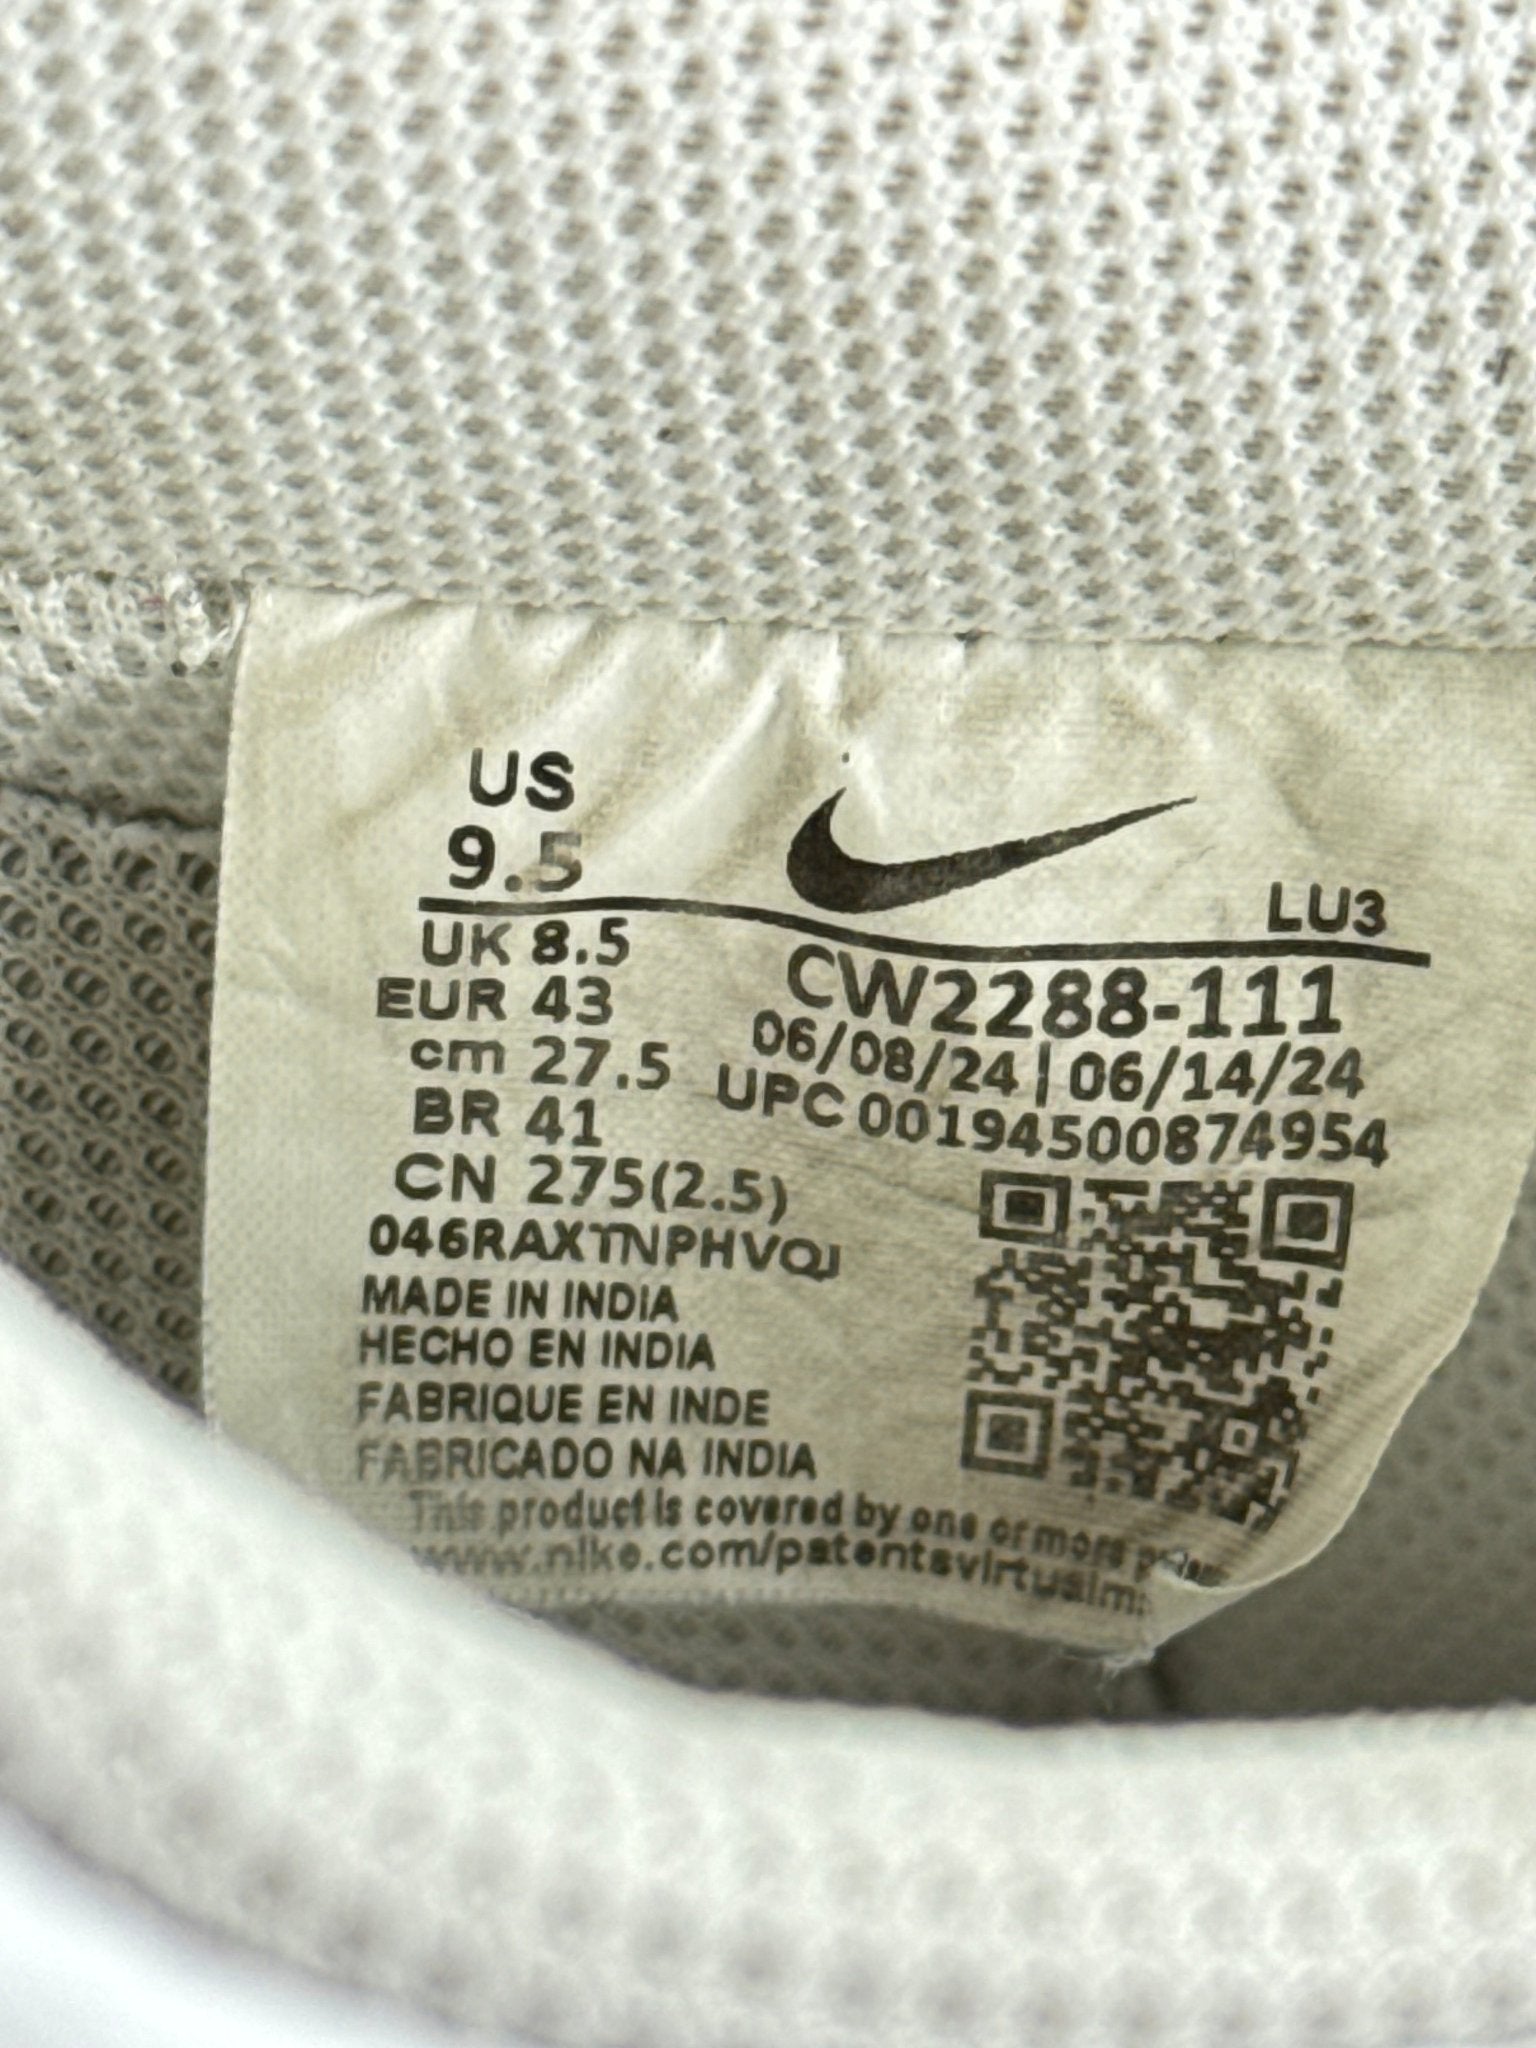 US
9.5
LU3
UK 8.5
EUR 43
cm 27.5
BR 41
CN 275(2.5)
CW2288-111
06/08/24 | 06/14/24
UPC 00194500874954
046RAXTNPHVQJ
MADE IN INDIA
HECHO EN INDIA
FABRIQUE EN INDE
FABRICADO NA INDIA
This product is covered by one or more
www.nike.com/patentsvirtualm